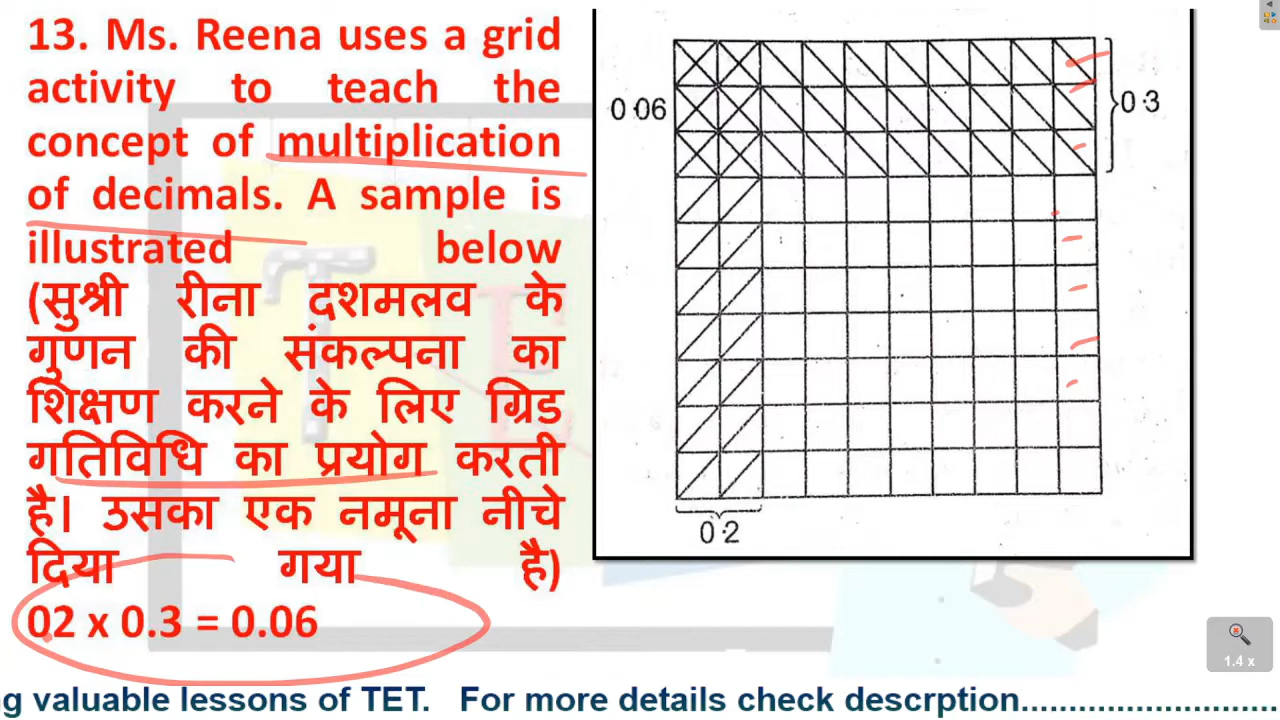 13. Ms. Reena uses a grid
activity to teach the
concept of multiplication
of decimals. A sample is
illustrated below
(सुश्री रीना दशमलव के
गुणन की संकल्पना का
शिक्षण करने के लिए ग्रिड
गतिविधि का प्रयोग करती
है। उसका एक नमूना नीचे
दिया गया है)
02 x 0.3 = 0.06
0·06
0·3
0·2
1.4 x
g valuable lessons of TET. For more details check descrption..........................